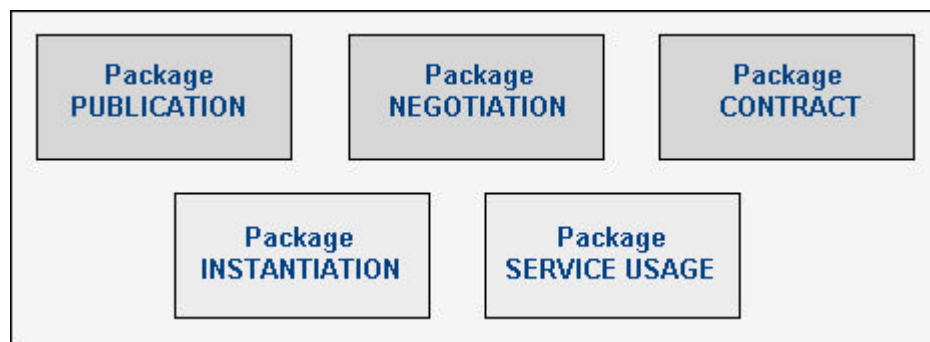 Package
PUBLICATION
Package
NEGOTIATION
Package
CONTRACT
Package
INSTANTIATION
Package
SERVICE USAGE